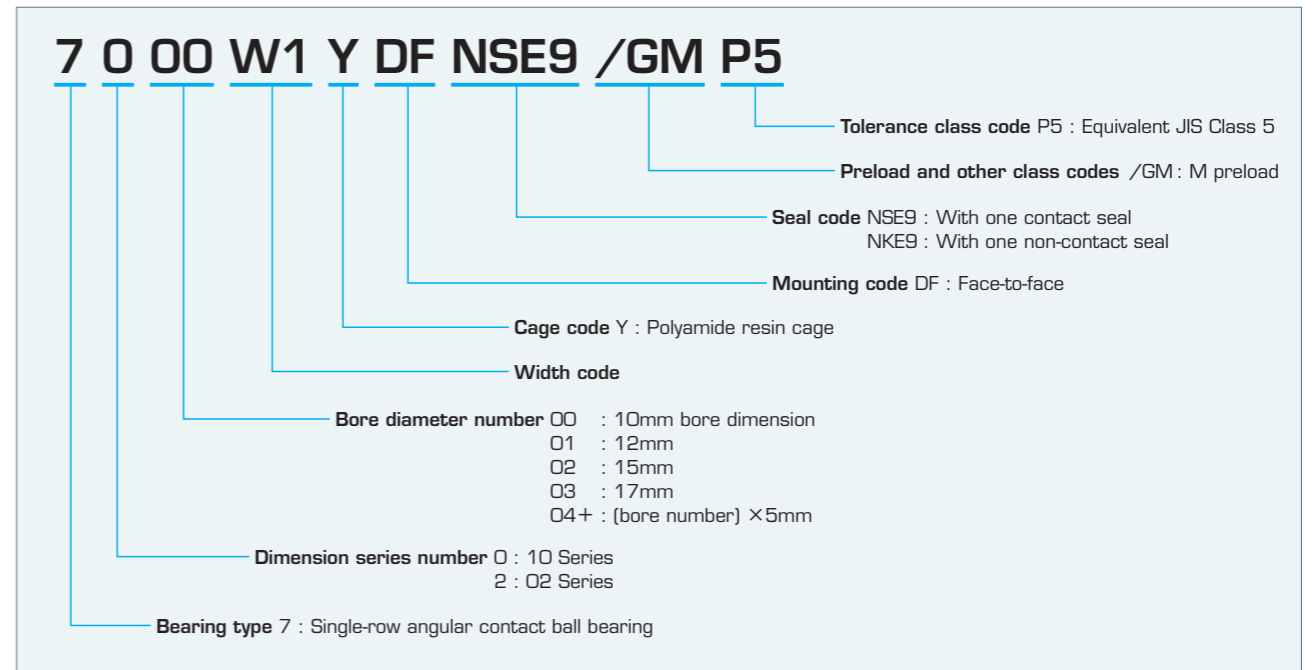 7 0 00 W1 Y DF NSE9 /GM P5
Tolerance class code P5 : Equivalent JIS Class 5
Preload and other class codes /GM : M preload
Seal code NSE9 : With one contact seal
NKE9 : With one non-contact seal
Mounting code DF : Face-to-face
Cage code Y : Polyamide resin cage
Width code
Bore diameter number 00 : 10mm bore dimension
01 : 12mm
02 : 15mm
03 : 17mm
04+ : (bore number) ×5mm
Dimension series number 0 : 10 Series
2 : 02 Series
Bearing type 7 : Single-row angular contact ball bearing